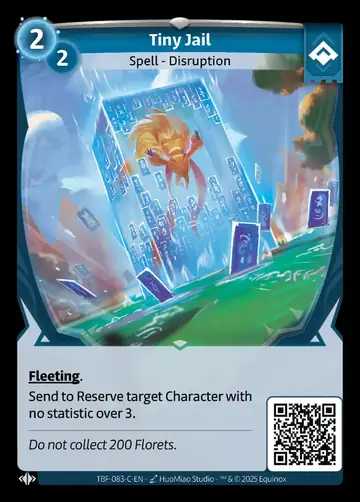 2
2
Tiny Jail
Spell - Disruption
Fleeting.
Send to Reserve target Character with
no statistic over 3.
Do not collect 200 Florets.
TBF-083-C-EN - HuoMiao Studio - ™ & © 2025 Equinox